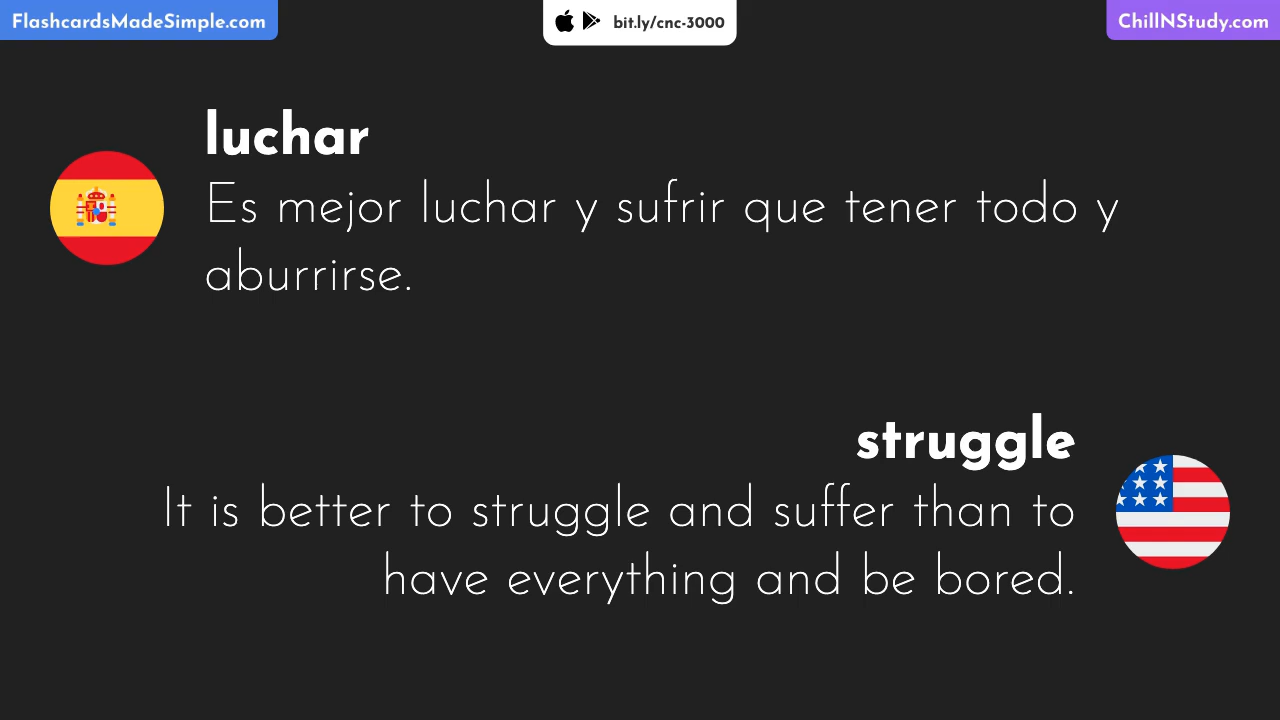 FlashcardsMadeSimple.com
bit.ly/cnc-3000
ChillNStudy.com
luchar
Es mejor luchar y sufrir que tener todo y
aburrirse.
struggle
It is better to struggle and suffer than to
have everything and be bored.